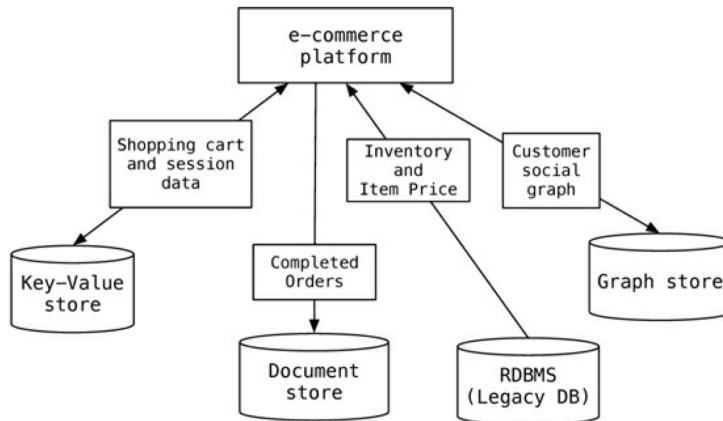 e-commerce
platform
Shopping cart
and session
data
Inventory
and
Item Price
Customer
social
graph
Completed
Orders
Key-Value
store
Document
store
RDBMS
(Legacy DB)
Graph store